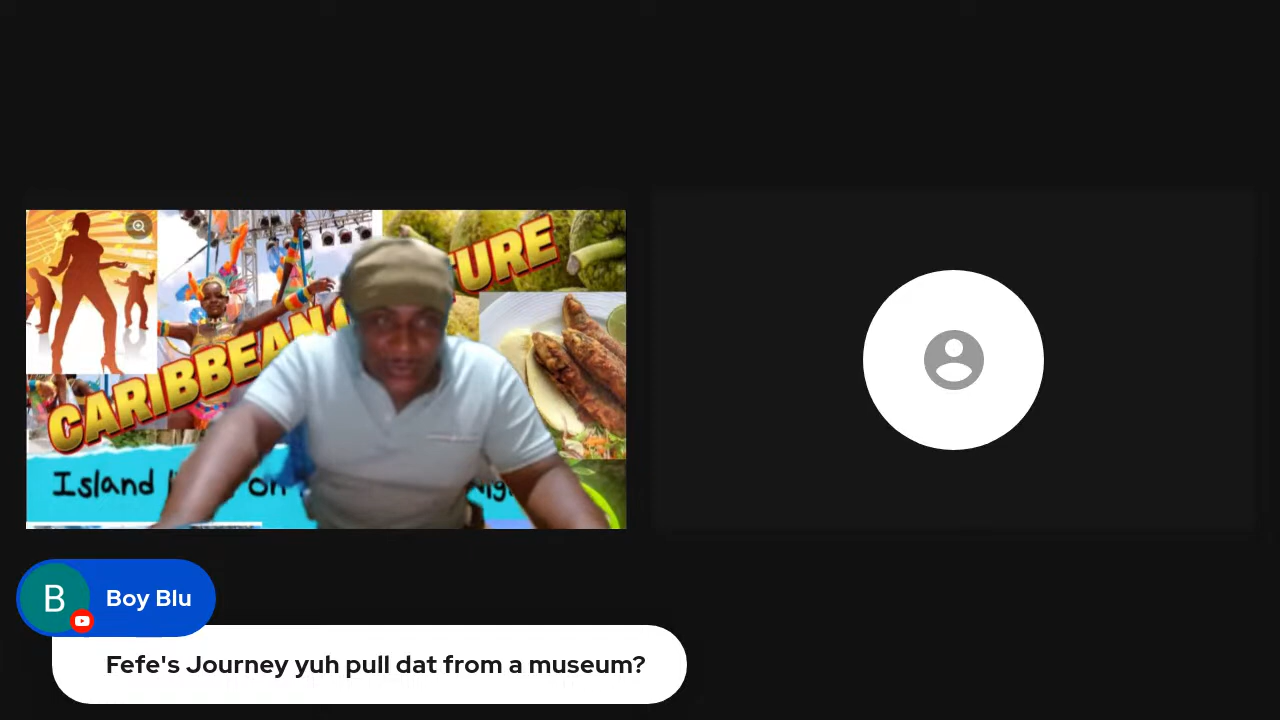 CARIBBEAN
TURE
Island
on
B
Boy Blu
Fefe's Journey yuh pull dat from a museum?